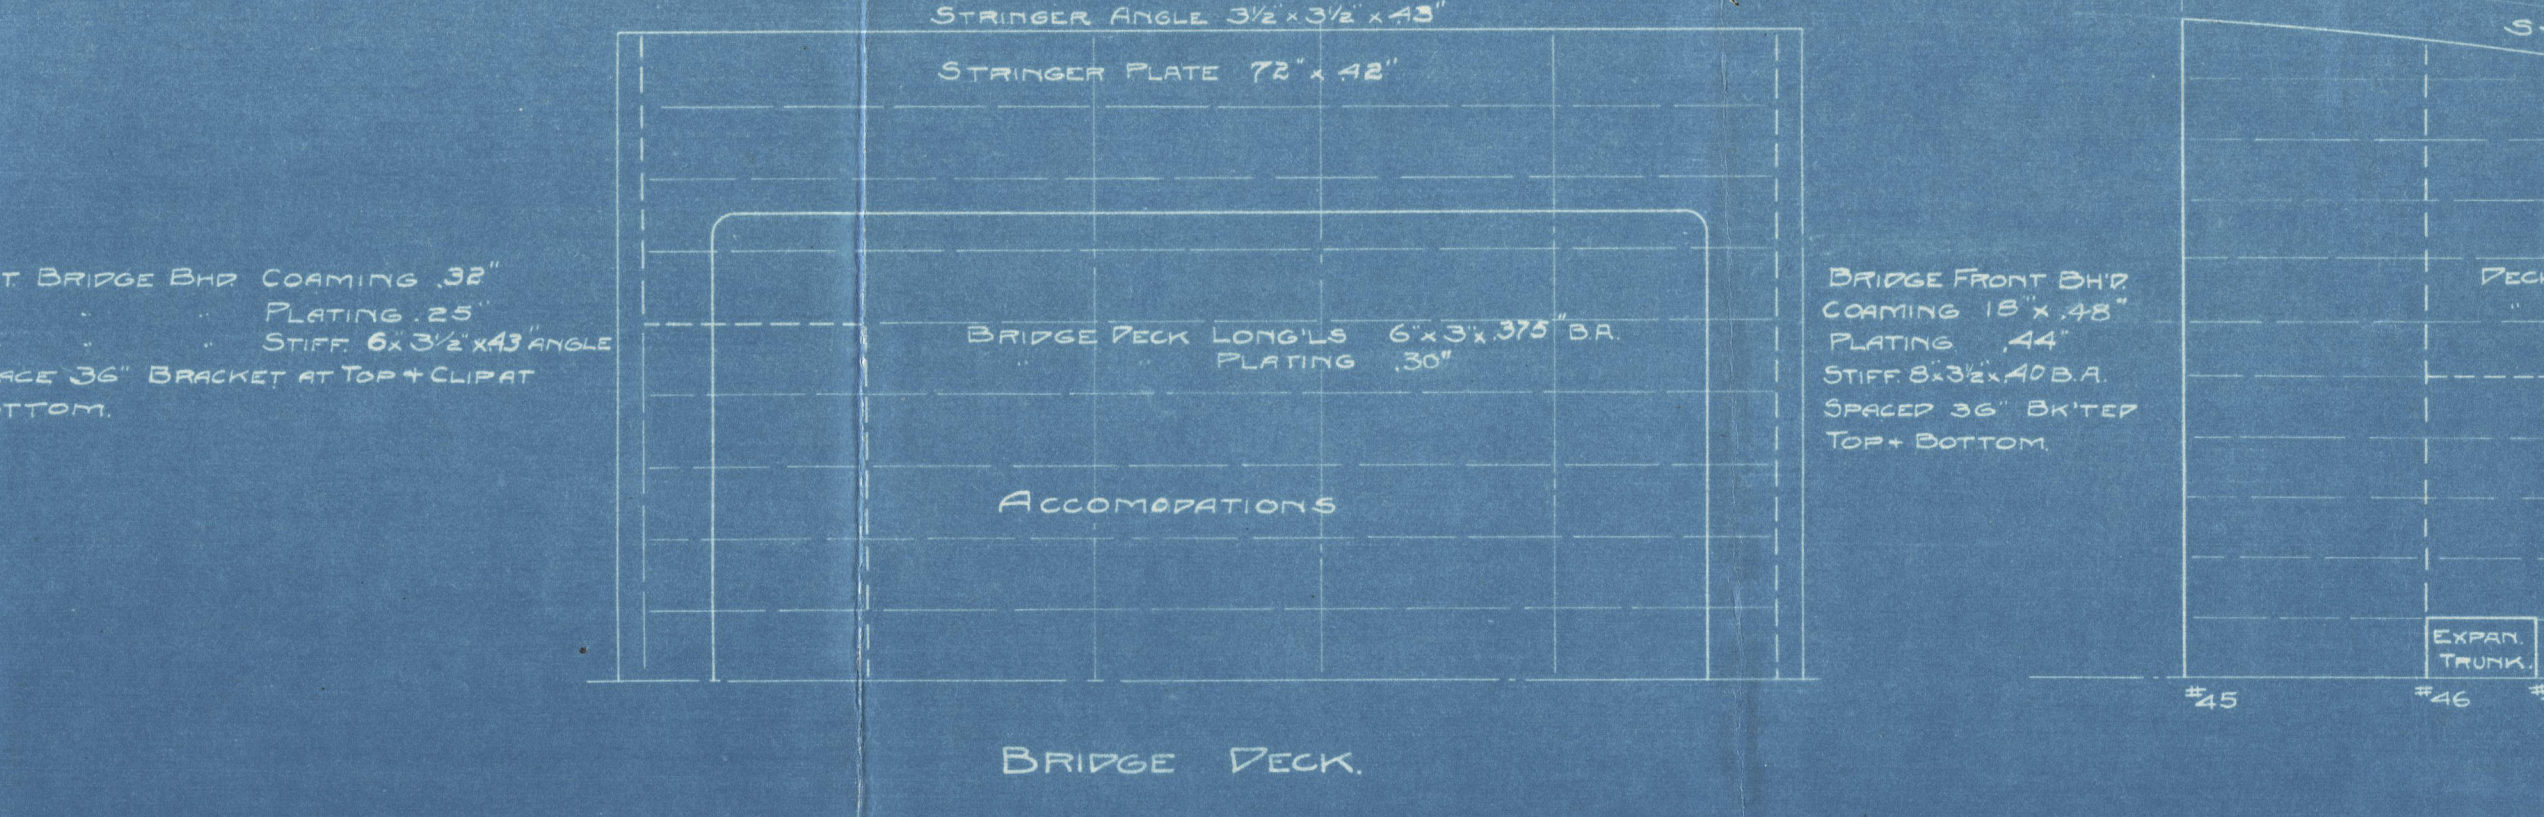 STRINGER ANGLE 3½" x 3½" x .43"
STRINGER PLATE 72" x .42"
T. BRIDGE BHD. COAMING .32"
" " PLATING .25"
" " STIFF. 6" x 3½" x .43" ANGLE
ACE 36" BRACKET AT TOP + CLIP AT
TTOM.
BRIDGE DECK LONG'LS 6" x 3" x .375" B.A.
" " PLATING .30"
ACCOMODATIONS
BRIDGE FRONT BH'D.
COAMING 18" x .48"
PLATING .44"
STIFF. 8" x 3½" x .40 B.A.
SPACED 36" BK'TED
TOP + BOTTOM.
S
DEC
"
EXPAN.
TRUNK.
#45
#46
#
BRIDGE DECK.